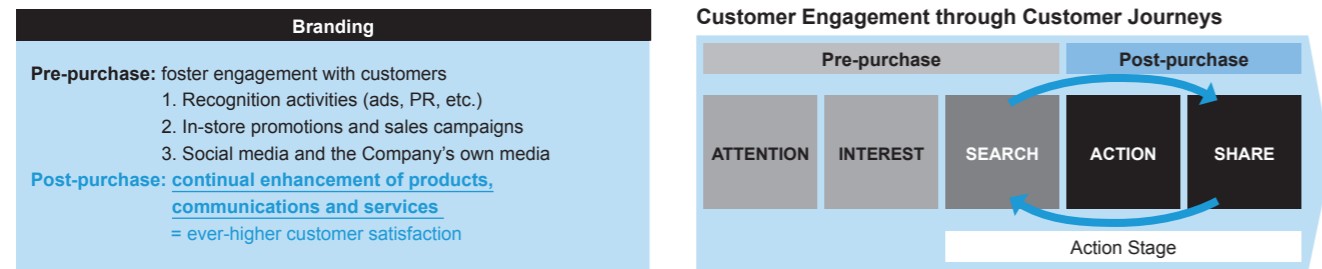 Branding
Pre-purchase: foster engagement with customers
1. Recognition activities (ads, PR, etc.)
2. In-store promotions and sales campaigns
3. Social media and the Company's own media
Post-purchase: continual enhancement of products,
communications and services
= ever-higher customer satisfaction
Customer Engagement through Customer Journeys
Pre-purchase
Post-purchase
ATTENTION
INTEREST
SEARCH
ACTION
SHARE
Action Stage